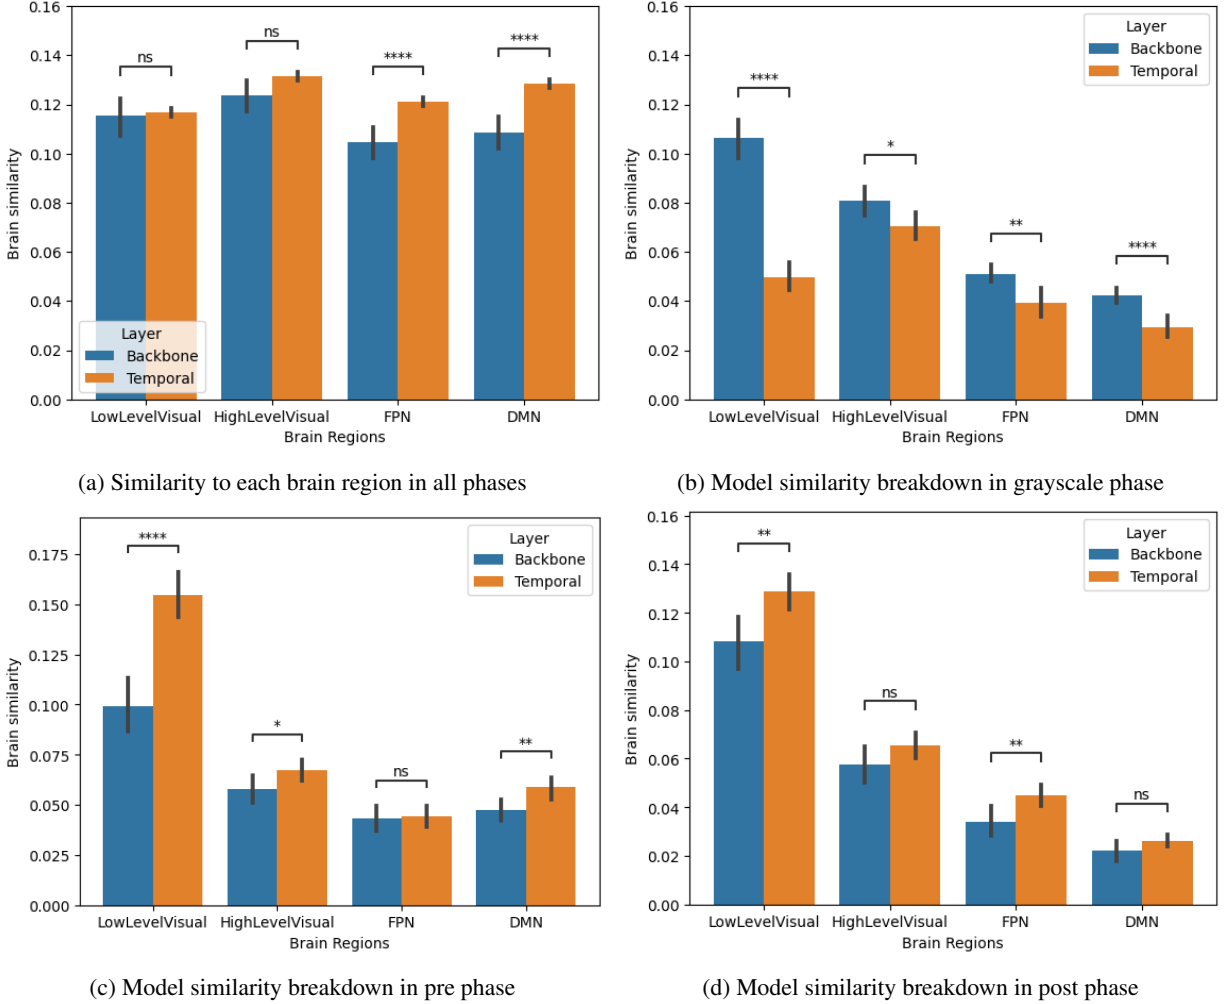 0.16
0.14
0.12
0.10
0.08
0.06
0.04
0.02
0.00
Brain similarity
ns
ns
****
****
Layer
Backbone
Temporal
LowLevelVisual
HighLevelVisual
FPN
DMN
Brain Regions
(a) Similarity to each brain region in all phases
0.16
0.14
0.12
0.10
0.08
0.06
0.04
0.02
0.00
Brain similarity
****
*
**
****
Layer
Backbone
Temporal
LowLevelVisual
HighLevelVisual
FPN
DMN
Brain Regions
(b) Model similarity breakdown in grayscale phase
0.175
0.150
0.125
0.100
0.075
0.050
0.025
0.000
Brain similarity
****
*
ns
**
Layer
Backbone
Temporal
LowLevelVisual
HighLevelVisual
FPN
DMN
Brain Regions
(c) Model similarity breakdown in pre phase
0.16
0.14
0.12
0.10
0.08
0.06
0.04
0.02
0.00
Brain similarity
**
ns
**
ns
Layer
Backbone
Temporal
LowLevelVisual
HighLevelVisual
FPN
DMN
Brain Regions
(d) Model similarity breakdown in post phase